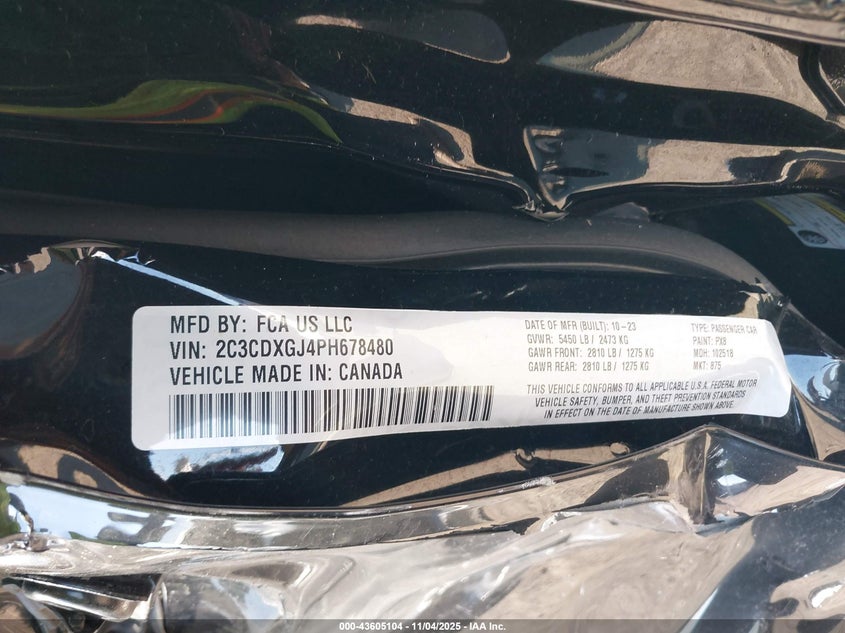 MFD BY: FCA US LLC
VIN: 2C3CDXGJ4PH678480
VEHICLE MADE IN: CANADA
DATE OF MFR (BUILT): 10-23
GVWR: 5450 LB / 2473 KG
GAWR FRONT: 2810 LB / 1275 KG
GAWR REAR: 2810 LB / 1275 KG
TYPE: PASSENGER CAR
PAINT: PX8
MDH: 102518
MKT: 875
THIS VEHICLE CONFORMS TO ALL APPLICABLE U.S.A. FEDERAL MOTOR
VEHICLE SAFETY, BUMPER, AND THEFT PREVENTION STANDARDS
IN EFFECT ON THE DATE OF MANUFACTURE SHOWN ABOVE.
000-43605104 - 11/04/2025 - IAA Inc.